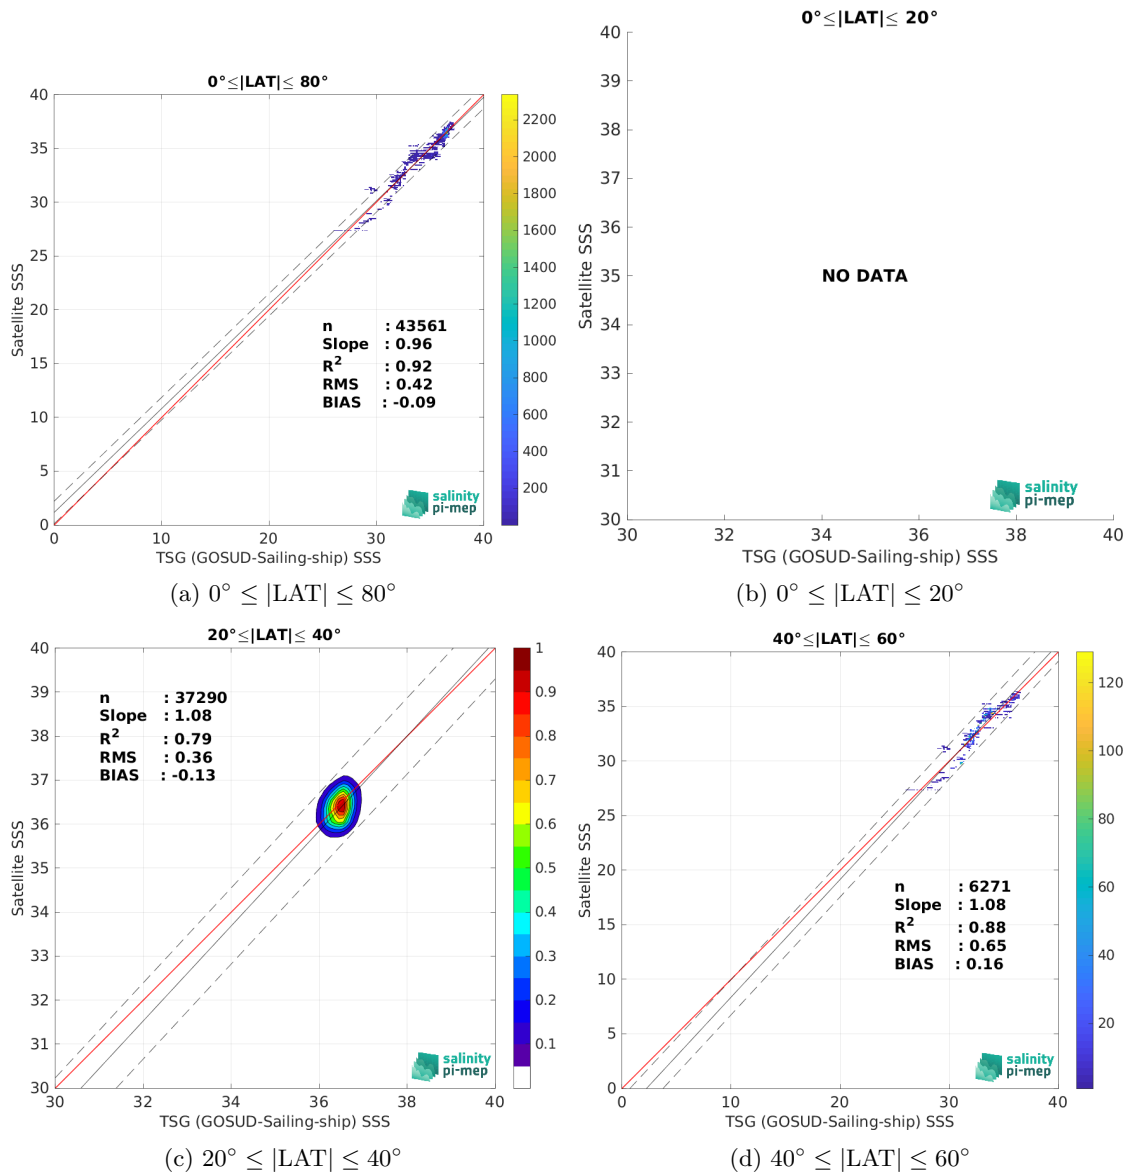 0°≤|LAT|≤ 80°
40
35
30
25
20
15
10
5
0
Satellite SSS
n : 43561
Slope : 0.96
R2 : 0.92
RMS : 0.42
BIAS : -0.09
salinity
pi-mep
0 10 20 30 40
TSG (GOSUD-Sailing-ship) SSS
2200
2000
1800
1600
1400
1200
1000
800
600
400
200
(a) 0° ≤ |LAT| ≤ 80°
0°≤|LAT|≤ 20°
40
39
38
37
36
35
34
33
32
31
30
Satellite SSS
NO DATA
salinity
pi-mep
30 32 34 36 38 40
TSG (GOSUD-Sailing-ship) SSS
(b) 0° ≤ |LAT| ≤ 20°
20°≤|LAT|≤ 40°
40
39
38
37
36
35
34
33
32
31
30
Satellite SSS
n : 37290
Slope : 1.08
R2 : 0.79
RMS : 0.36
BIAS : -0.13
salinity
pi-mep
30 32 34 36 38 40
TSG (GOSUD-Sailing-ship) SSS
1
0.9
0.8
0.7
0.6
0.5
0.4
0.3
0.2
0.1
(c) 20° ≤ |LAT| ≤ 40°
40°≤|LAT|≤ 60°
40
35
30
25
20
15
10
5
0
Satellite SSS
n : 6271
Slope : 1.08
R2 : 0.88
RMS : 0.65
BIAS : 0.16
salinity
pi-mep
0 10 20 30 40
TSG (GOSUD-Sailing-ship) SSS
120
100
80
60
40
20
(d) 40° ≤ |LAT| ≤ 60°